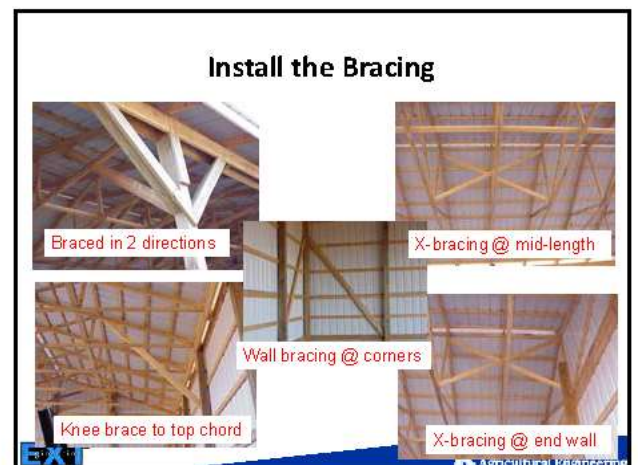 Install the Bracing
Braced in 2 directions
X-bracing @ mid-length
Wall bracing @ corners
Knee brace to top chord
X-bracing @ end wall
EXT
Agricultural Engineering